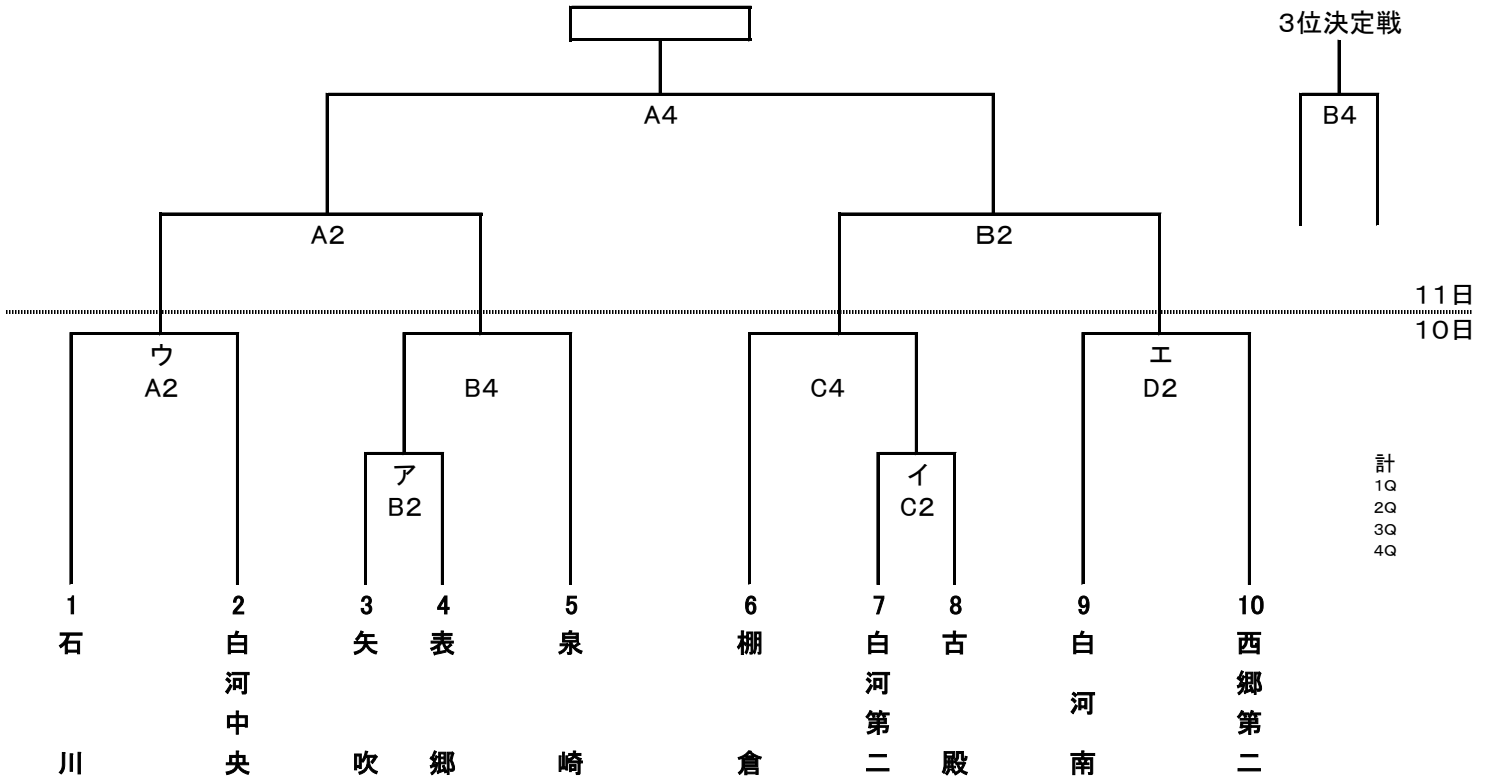 3位決定戦
A4
B4
A2
B2
11日
10日
ウ
エ
A2
B4
C4
D2
ア
イ
B2
C2
計
1Q
2Q
3Q
4Q
1
2
3
4
5
6
7
8
9
10
石川
白河中央
矢吹
表郷
泉崎
棚倉
白河第二
古殿
白河南
西郷第二